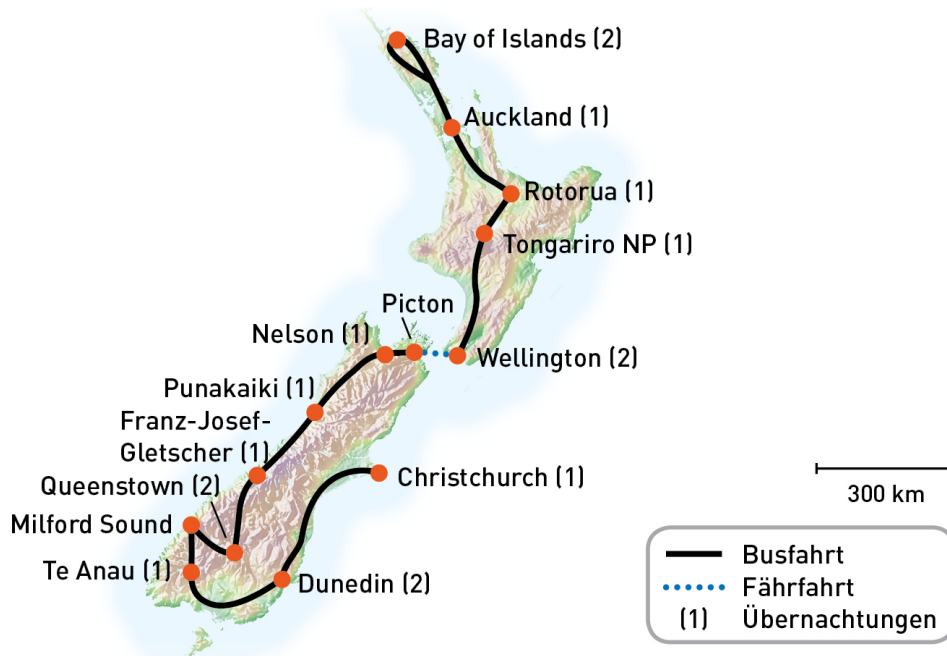 Bay of Islands (2)
Auckland (1)
Rotorua (1)
Tongariro NP (1)
Picton
Nelson (1)
Wellington (2)
Punakaiki (1)
Franz-Josef-
Gletscher (1)
Queenstown (2)
Christchurch (1)
Milford Sound
Te Anau (1)
Dunedin (2)
300 km
Busfahrt
Fährfahrt
(1) Übernachtungen